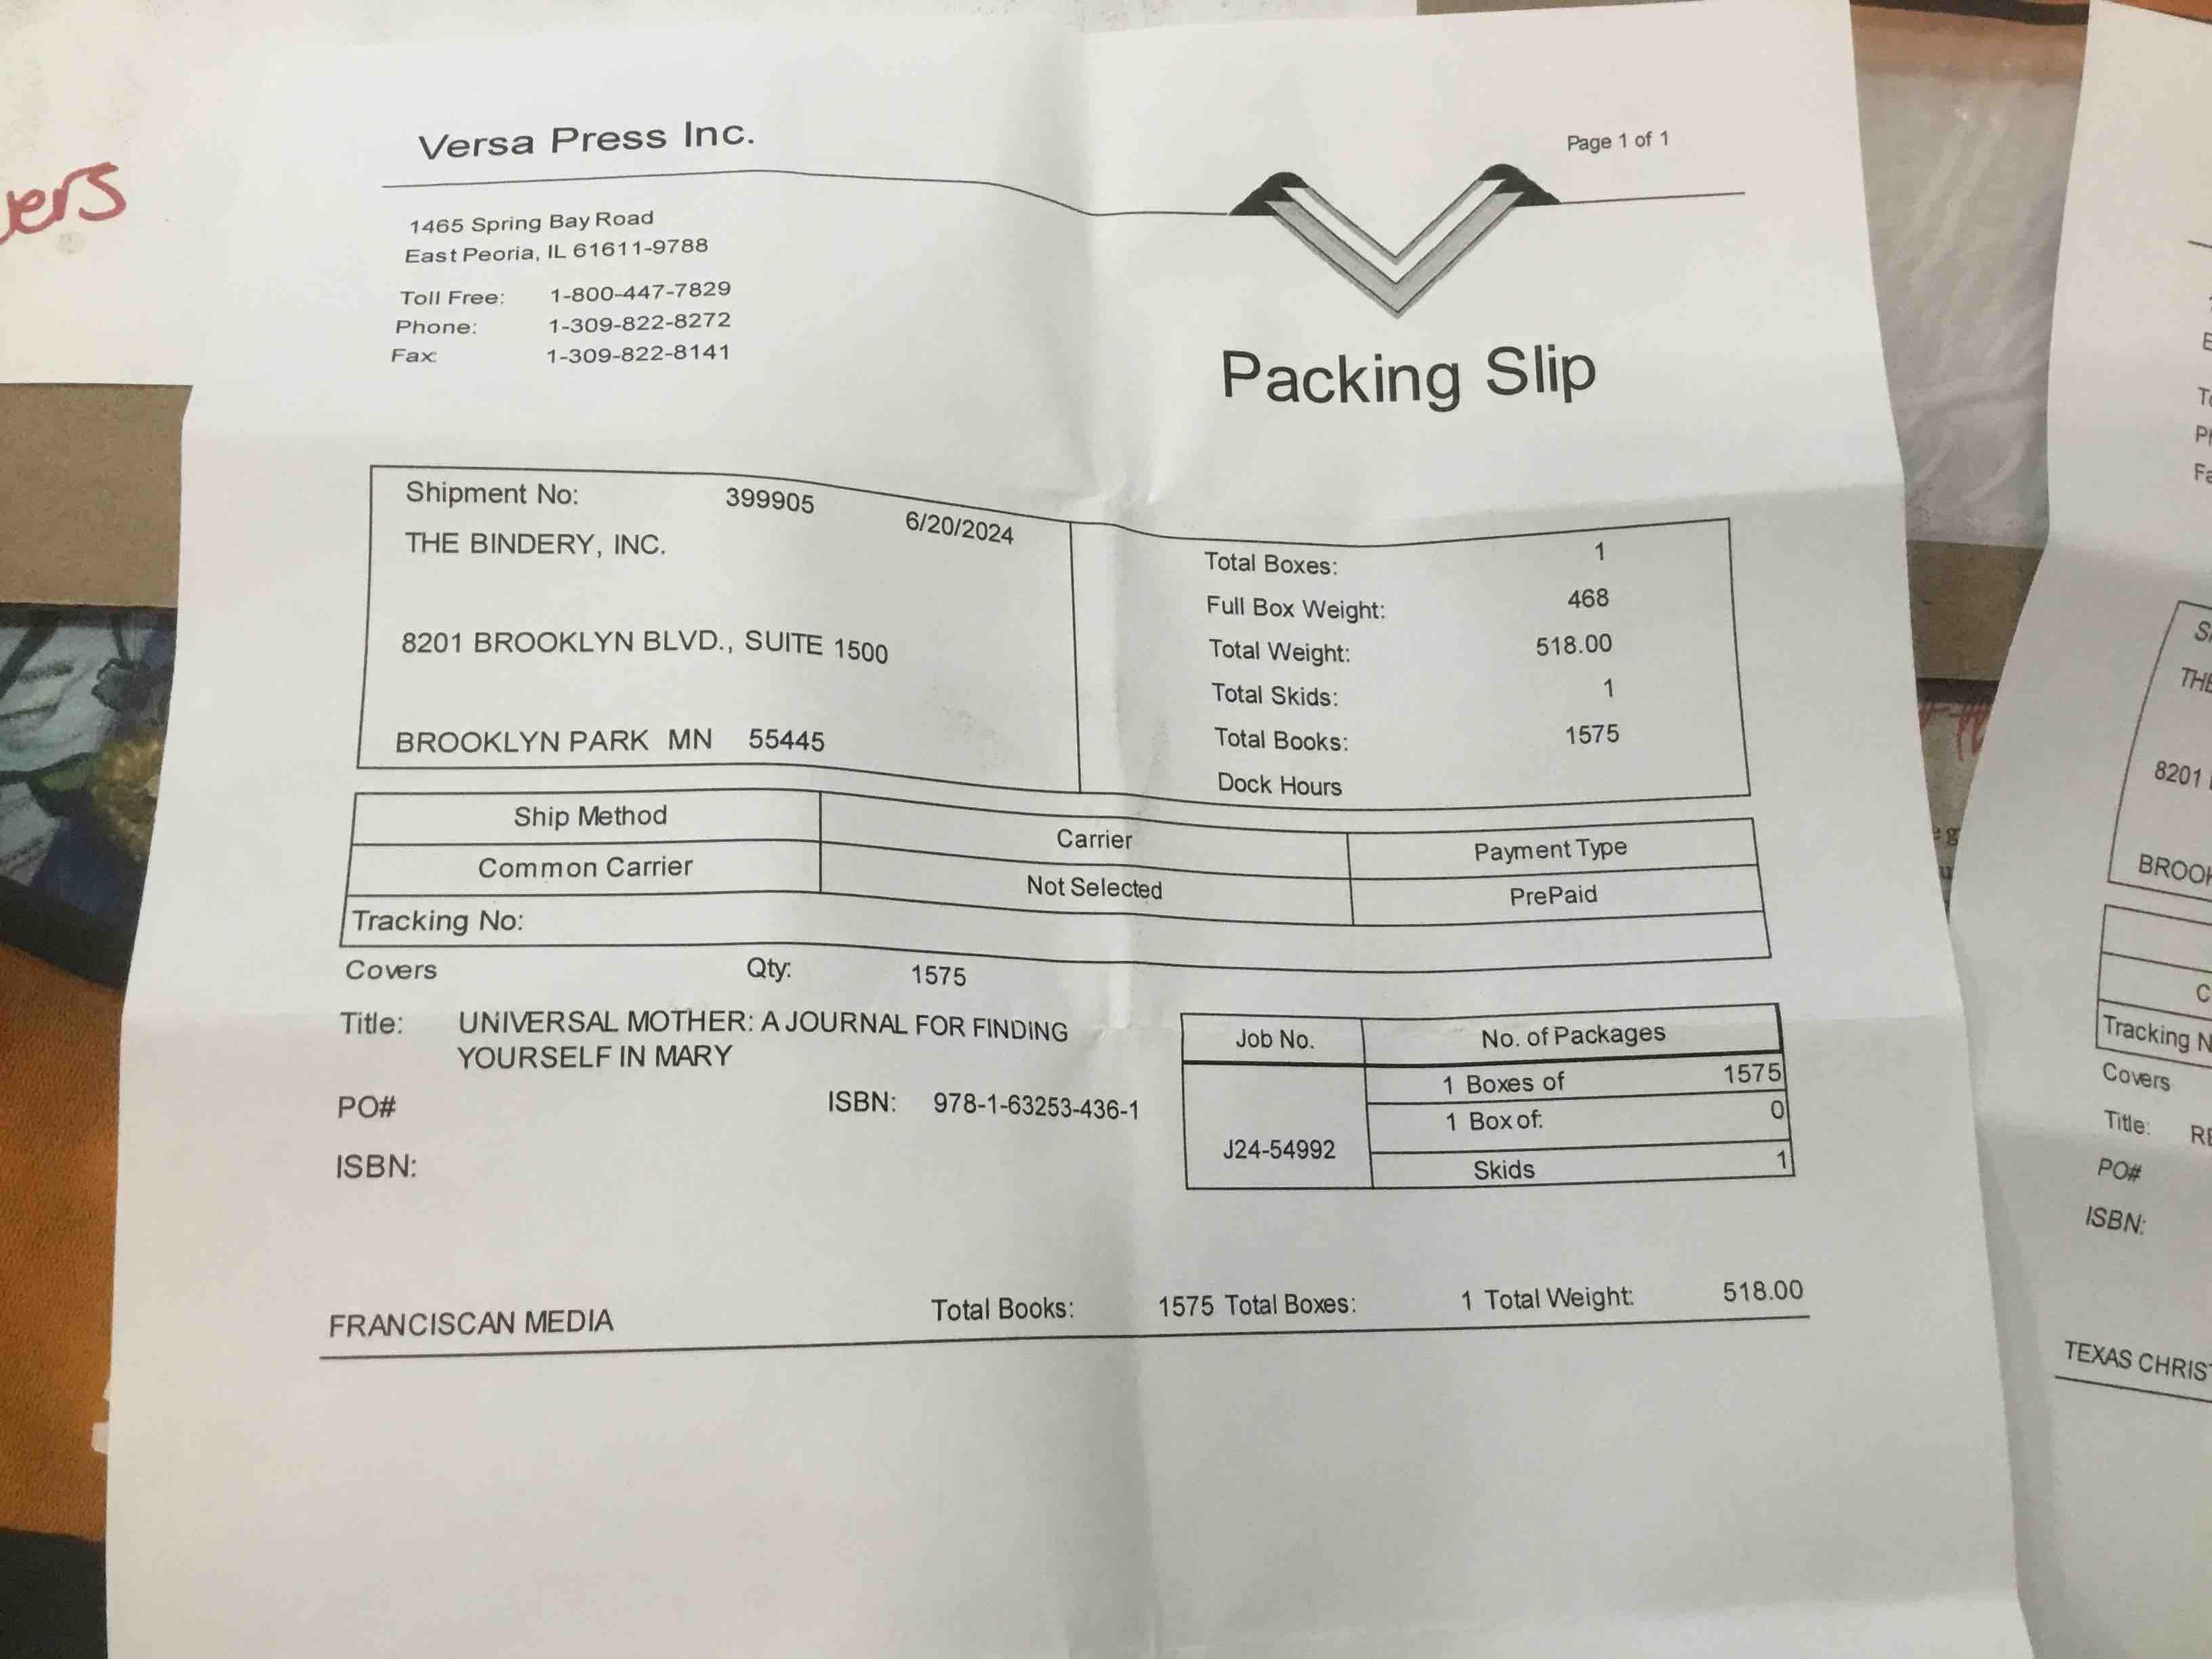 ers
Versa Press Inc.
Page 1 of 1
1465 Spring Bay Road
East Peoria, IL 61611-9788
Toll Free: 1-800-447-7829
Phone: 1-309-822-8272
Fax: 1-309-822-8141
Packing Slip
Shipment No: 399905 6/20/2024
THE BINDERY, INC.
8201 BROOKLYN BLVD., SUITE 1500
BROOKLYN PARK MN 55445
Total Boxes: 1
Full Box Weight: 468
Total Weight: 518.00
Total Skids: 1
Total Books: 1575
Dock Hours
Ship Method Carrier Payment Type
Common Carrier Not Selected PrePaid
Tracking No:
Covers Qty: 1575
Title: UNIVERSAL MOTHER: A JOURNAL FOR FINDING
YOURSELF IN MARY
PO# ISBN: 978-1-63253-436-1
ISBN:
Job No. No. of Packages
J24-54992
1 Boxes of 1575
1 Box of: 0
Skids 1
FRANCISCAN MEDIA Total Books: 1575 Total Boxes: 1 Total Weight: 518.00
8201
BROOK
Tracking N
Covers
Title: RE
PO#
ISBN:
TEXAS CHRIS